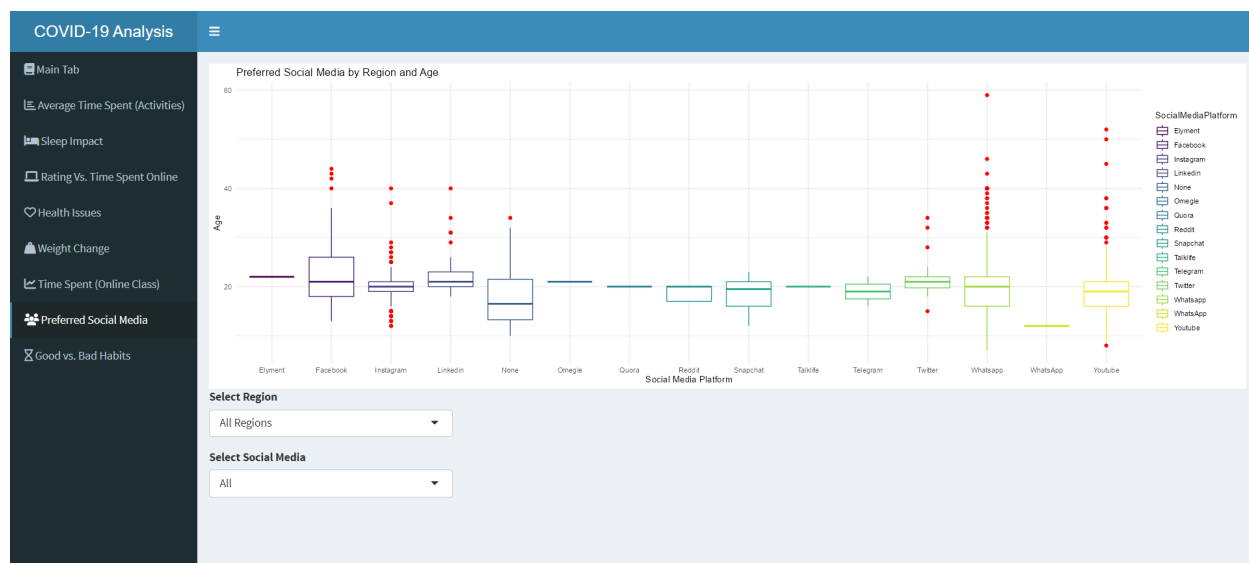 COVID-19 Analysis
Main Tab
Average Time Spent (Activities)
Sleep Impact
Rating Vs. Time Spent Online
Health Issues
Weight Change
Time Spent (Online Class)
Preferred Social Media
Good vs. Bad Habits
Preferred Social Media by Region and Age
60
40
20
Age
Elyment Facebook Instagram Linkedin None Omegle Quora Reddit Snapchat Talklife Telegram Twitter Whatsapp WhatsApp Youtube
Social Media Platform
SocialMediaPlatform
Elyment
Facebook
Instagram
Linkedin
None
Omegle
Quora
Reddit
Snapchat
Talklife
Telegram
Twitter
Whatsapp
WhatsApp
Youtube
Select Region
All Regions
Select Social Media
All